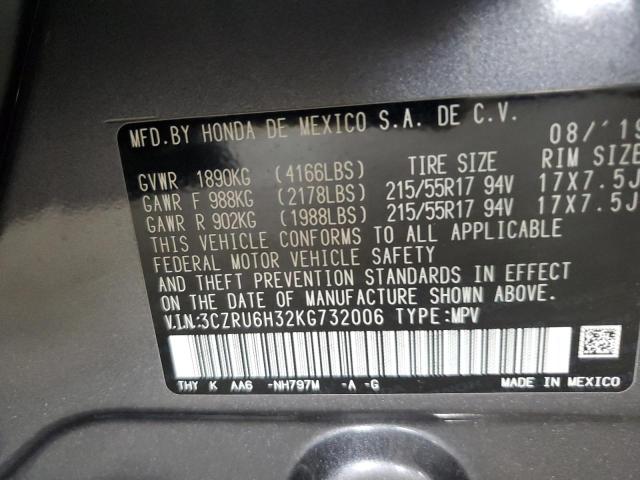 MFD.BY HONDA DE MEXICO S.A. DE C.V. 08/'19
TIRE SIZE RIM SIZE
GVWR 1890KG (4166LBS)
GAWR F 988KG (2178LBS) 215/55R17 94V 17X7.5J
GAWR R 902KG (1988LBS) 215/55R17 94V 17X7.5J
THIS VEHICLE CONFORMS TO ALL APPLICABLE
FEDERAL MOTOR VEHICLE SAFETY
AND THEFT PREVENTION STANDARDS IN EFFECT
ON THE DATE OF MANUFACTURE SHOWN ABOVE.
V.I.N.:3CZRU6H32KG732006 TYPE:MPV
THY K AA6 -NH797M -A -G MADE IN MEXICO